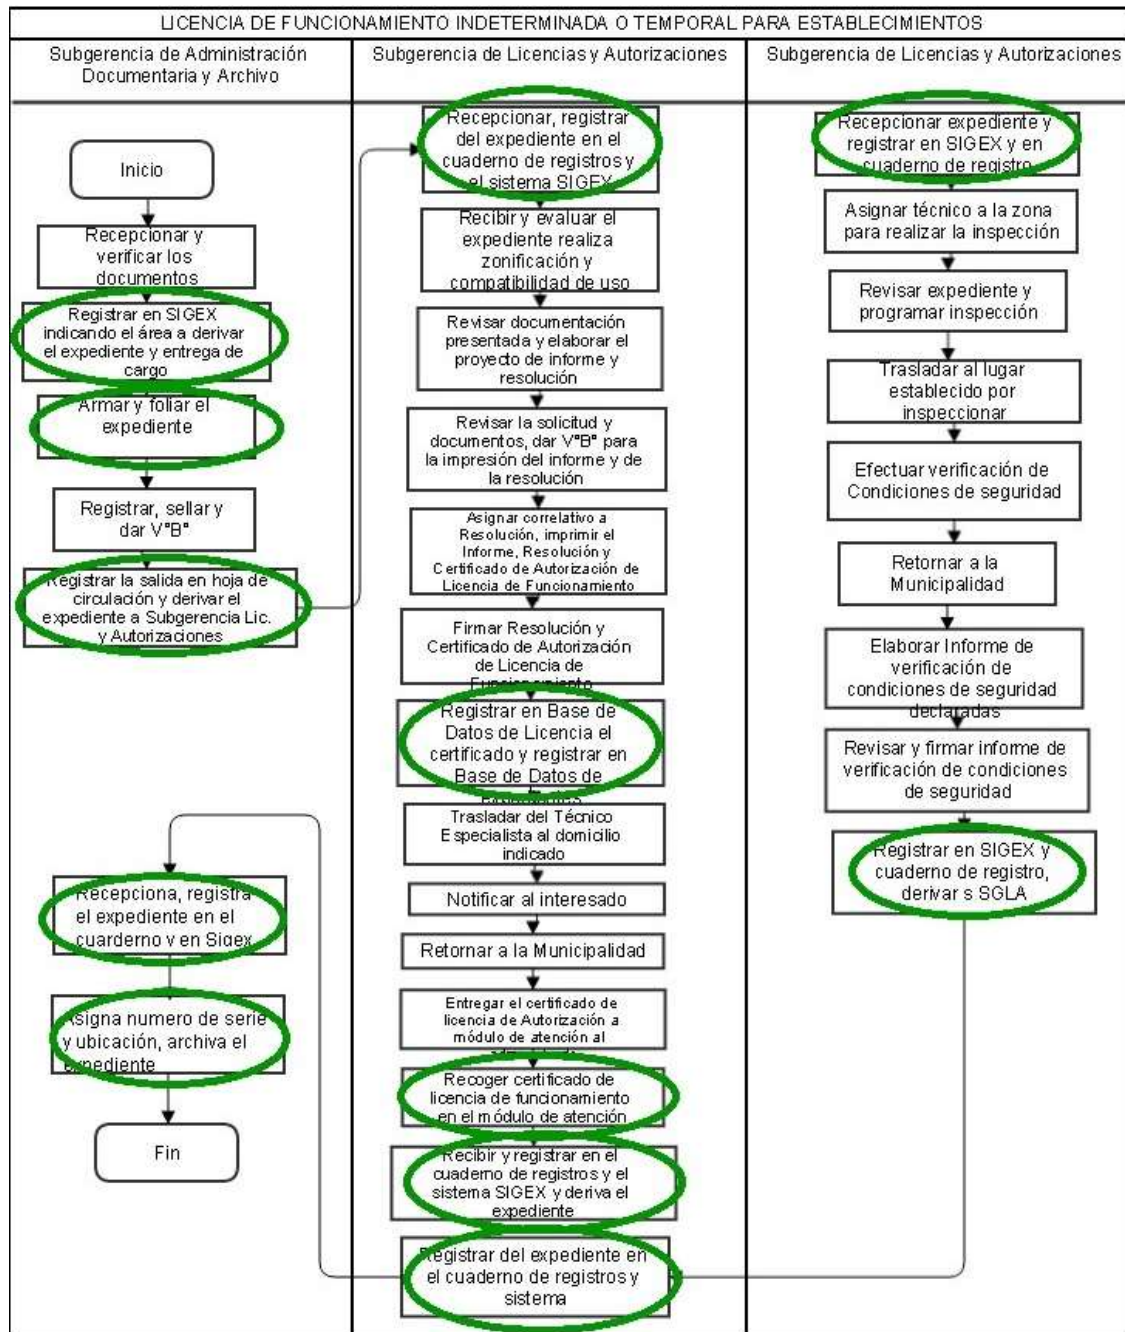 LICENCIA DE FUNCIONAMIENTO INDETERMINADA O TEMPORAL PARA ESTABLECIMIENTOS
Subgerencia de Administración
Documentaria y Archivo
Inicio
Recepcionar y
verificar los
documentos
Registrar en SIGEX
indicando el área a derivar
el expediente y entrega de
cargo
Armar y foliar el
expediente
Registrar, sellar y
dar V°B°
Registrar la salida en hoja de
circulación y derivar el
expediente a Subgerencia Lic.
y Autorizaciones
Recepciona, registra
el expediente en el
cuarderno y en Sigex
Asigna numero de serie
y ubicación, archiva el
expediente
Fin
Subgerencia de Licencias y Autorizaciones
Recepcionar, registrar
del expediente en el
cuaderno de registros y
el sistema SIGEX
Recibir y evaluar el
expediente realiza
zonificación y
compatibilidad de uso
Revisar documentación
presentada y elaborar el
proyecto de informe y
resolución
Revisar la solicitud y
documentos, dar V°B° para
la impresión del informe y de
la resolución
Asignar correlativo a
Resolución, imprimir el
Informe, Resolución y
Certificado de Autorización de
Licencia de Funcionamiento
Firmar Resolución y
Certificado de Autorización
de Licencia de
Funcionamiento
Registrar en Base de
Datos de Licencia el
certificado y registrar en
Base de Datos de
Trasladar del Técnico
Especialista al domicilio
indicado
Notificar al interesado
Retornar a la Municipalidad
Entregar el certificado de
licencia de Autorización a
módulo de atención al
Recoger certificado de
licencia de funcionamiento
en el módulo de atención
Recibir y registrar en el
cuaderno de registros y el
sistema SIGEX y deriva el
expediente
Registrar del expediente en
el cuaderno de registros y
sistema
Subgerencia de Licencias y Autorizaciones
Recepcionar expediente y
registrar en SIGEX y en
cuaderno de registro
Asignar técnico a la zona
para realizar la inspección
Revisar expediente y
programar inspección
Trasladar al lugar
establecido por
inspeccionar
Efectuar verificación de
Condiciones de seguridad
Retornar a la
Municipalidad
Elaborar Informe de
verificación de
condiciones de seguridad
declaradas
Revisar y firmar informe de
verificación de condiciones
de seguridad
Registrar en SIGEX y
cuaderno de registro,
derivar s SGLA